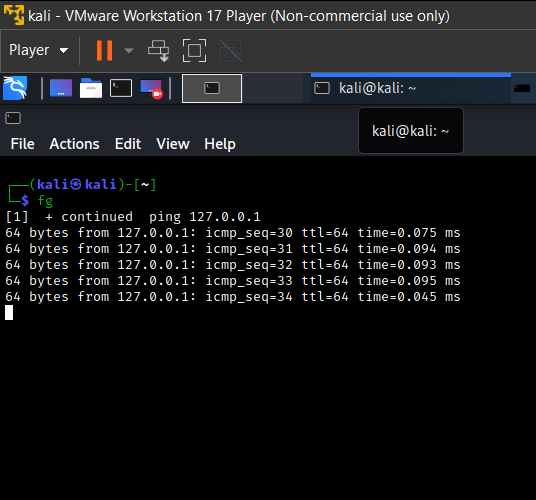 kali - VMware Workstation 17 Player (Non-commercial use only)
Player
kali@kali: ~
kali@kali: ~
File Actions Edit View Help
┌──(kali㉿kali)-[~]
└─$ fg
[1]  + continued  ping 127.0.0.1
64 bytes from 127.0.0.1: icmp_seq=30 ttl=64 time=0.075 ms
64 bytes from 127.0.0.1: icmp_seq=31 ttl=64 time=0.094 ms
64 bytes from 127.0.0.1: icmp_seq=32 ttl=64 time=0.093 ms
64 bytes from 127.0.0.1: icmp_seq=33 ttl=64 time=0.095 ms
64 bytes from 127.0.0.1: icmp_seq=34 ttl=64 time=0.045 ms